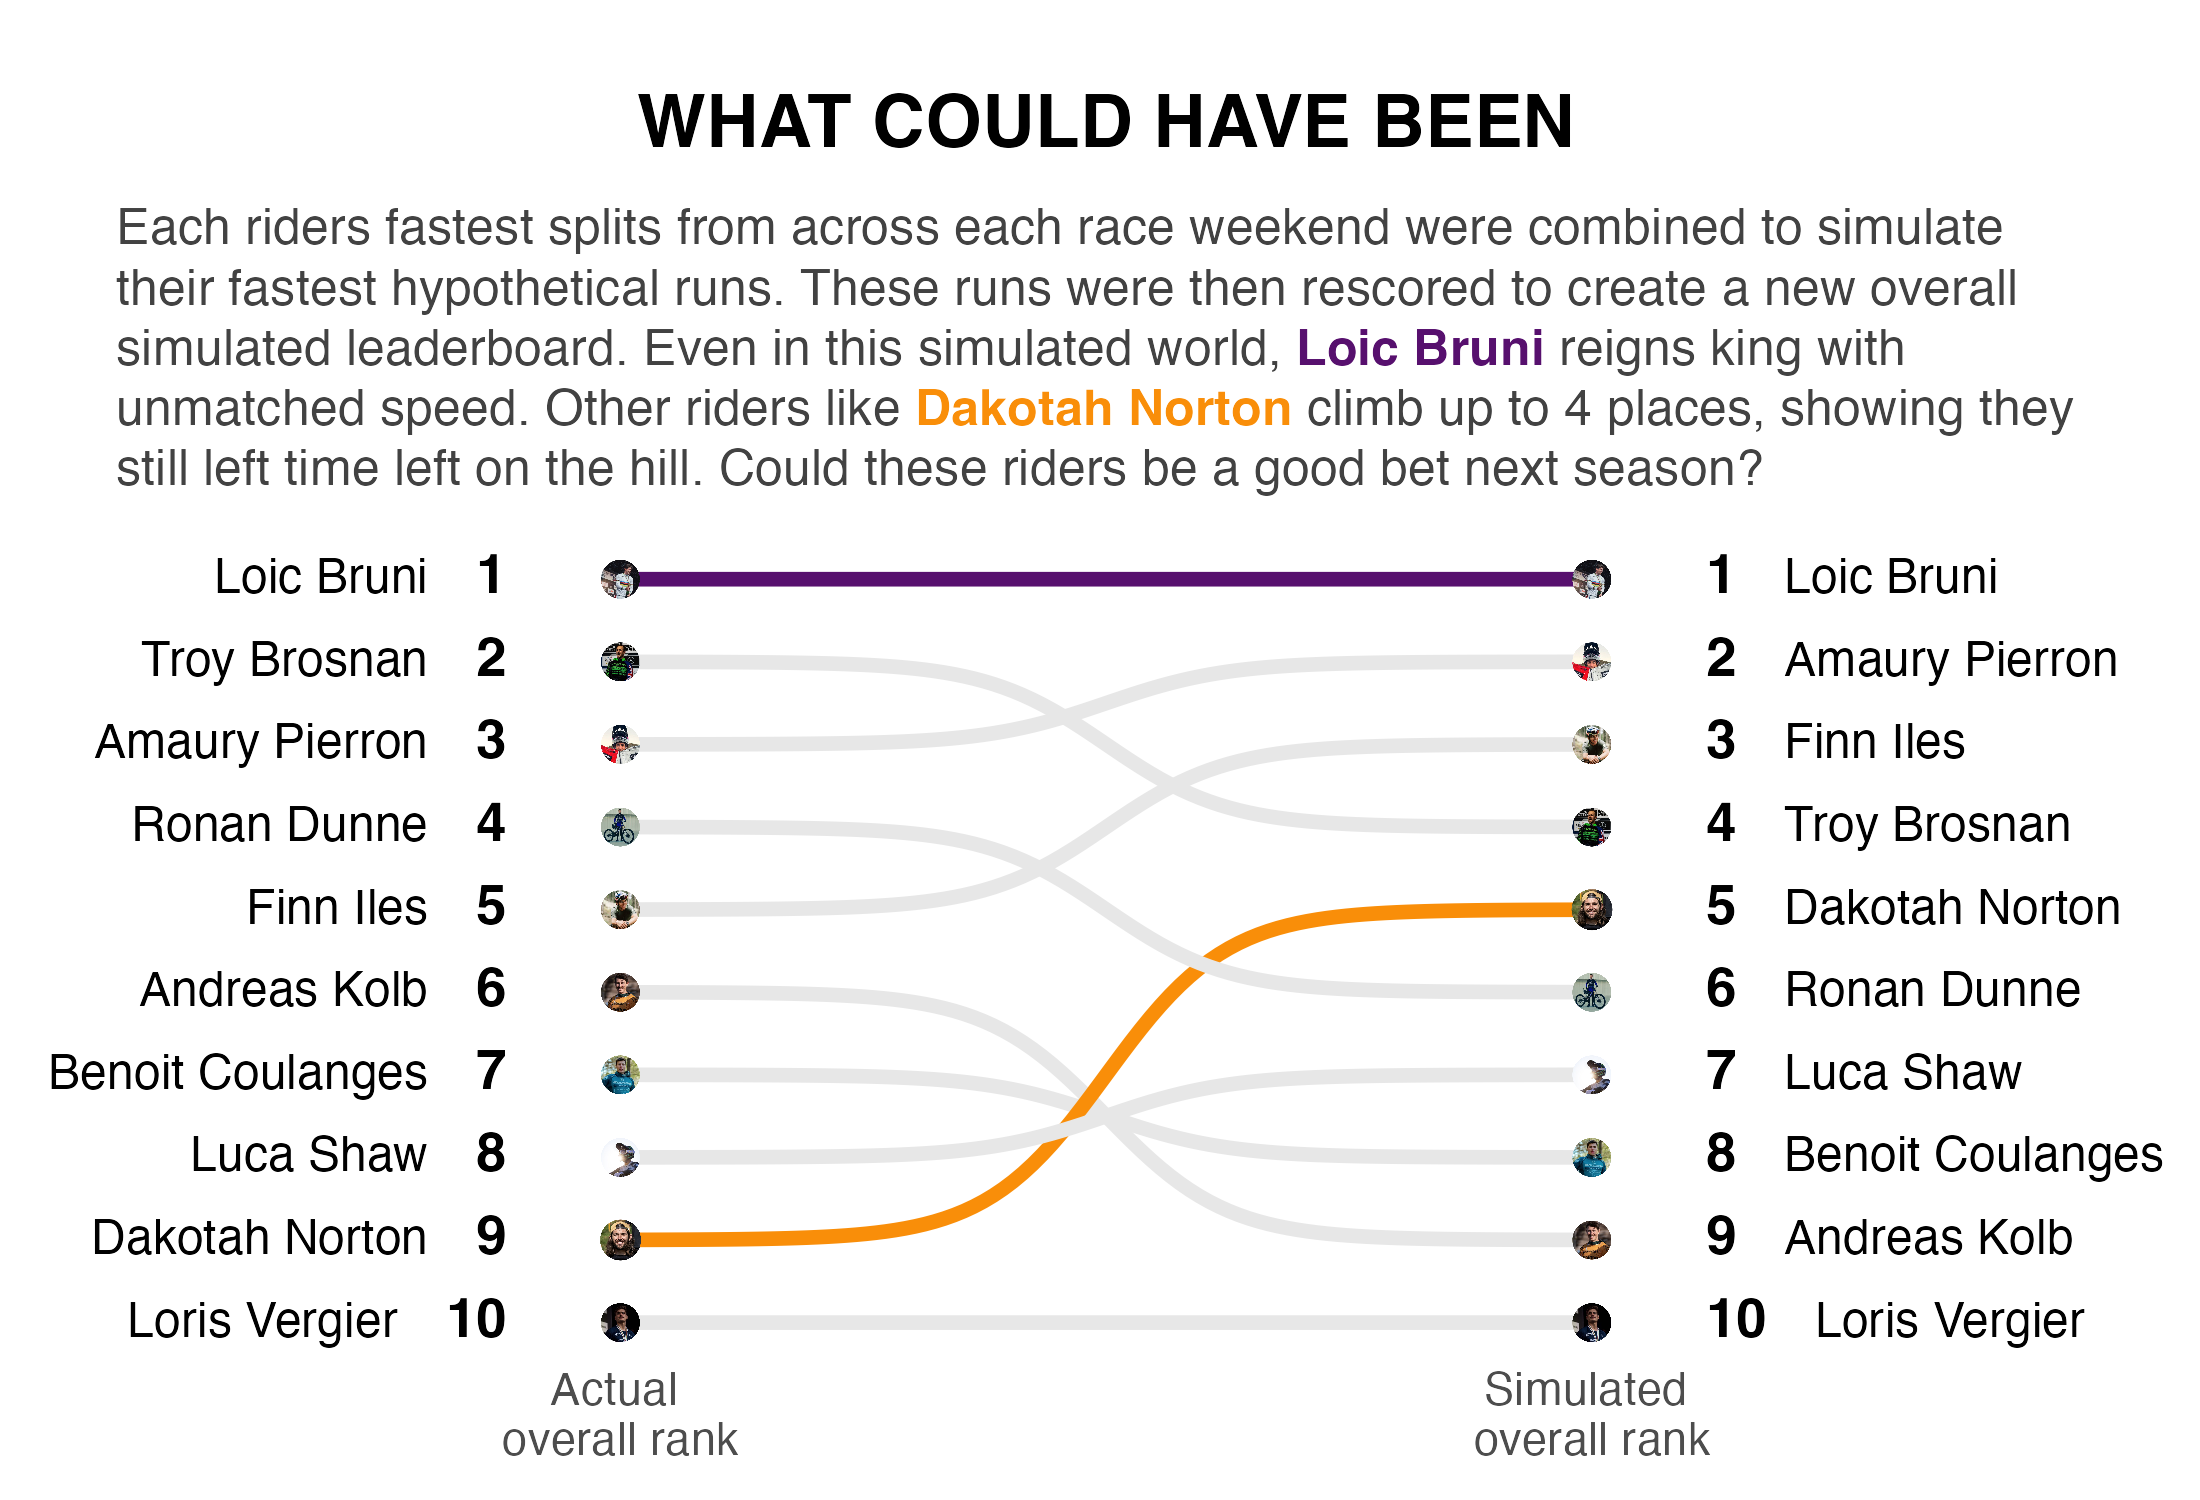 WHAT COULD HAVE BEEN
Each riders fastest splits from across each race weekend were combined to simulate
their fastest hypothetical runs. These runs were then rescored to create a new overall
simulated leaderboard. Even in this simulated world, Loic Bruni reigns king with
unmatched speed. Other riders like Dakotah Norton climb up to 4 places, showing they
still left time left on the hill. Could these riders be a good bet next season?
Loic Bruni 1 1 Loic Bruni
Troy Brosnan 2 2 Amaury Pierron
Amaury Pierron 3 3 Finn Iles
Ronan Dunne 4 4 Troy Brosnan
Finn Iles 5 5 Dakotah Norton
Andreas Kolb 6 6 Ronan Dunne
Benoit Coulanges 7 7 Luca Shaw
Luca Shaw 8 8 Benoit Coulanges
Dakotah Norton 9 9 Andreas Kolb
Loris Vergier 10 10 Loris Vergier
Actual Simulated
overall rank overall rank